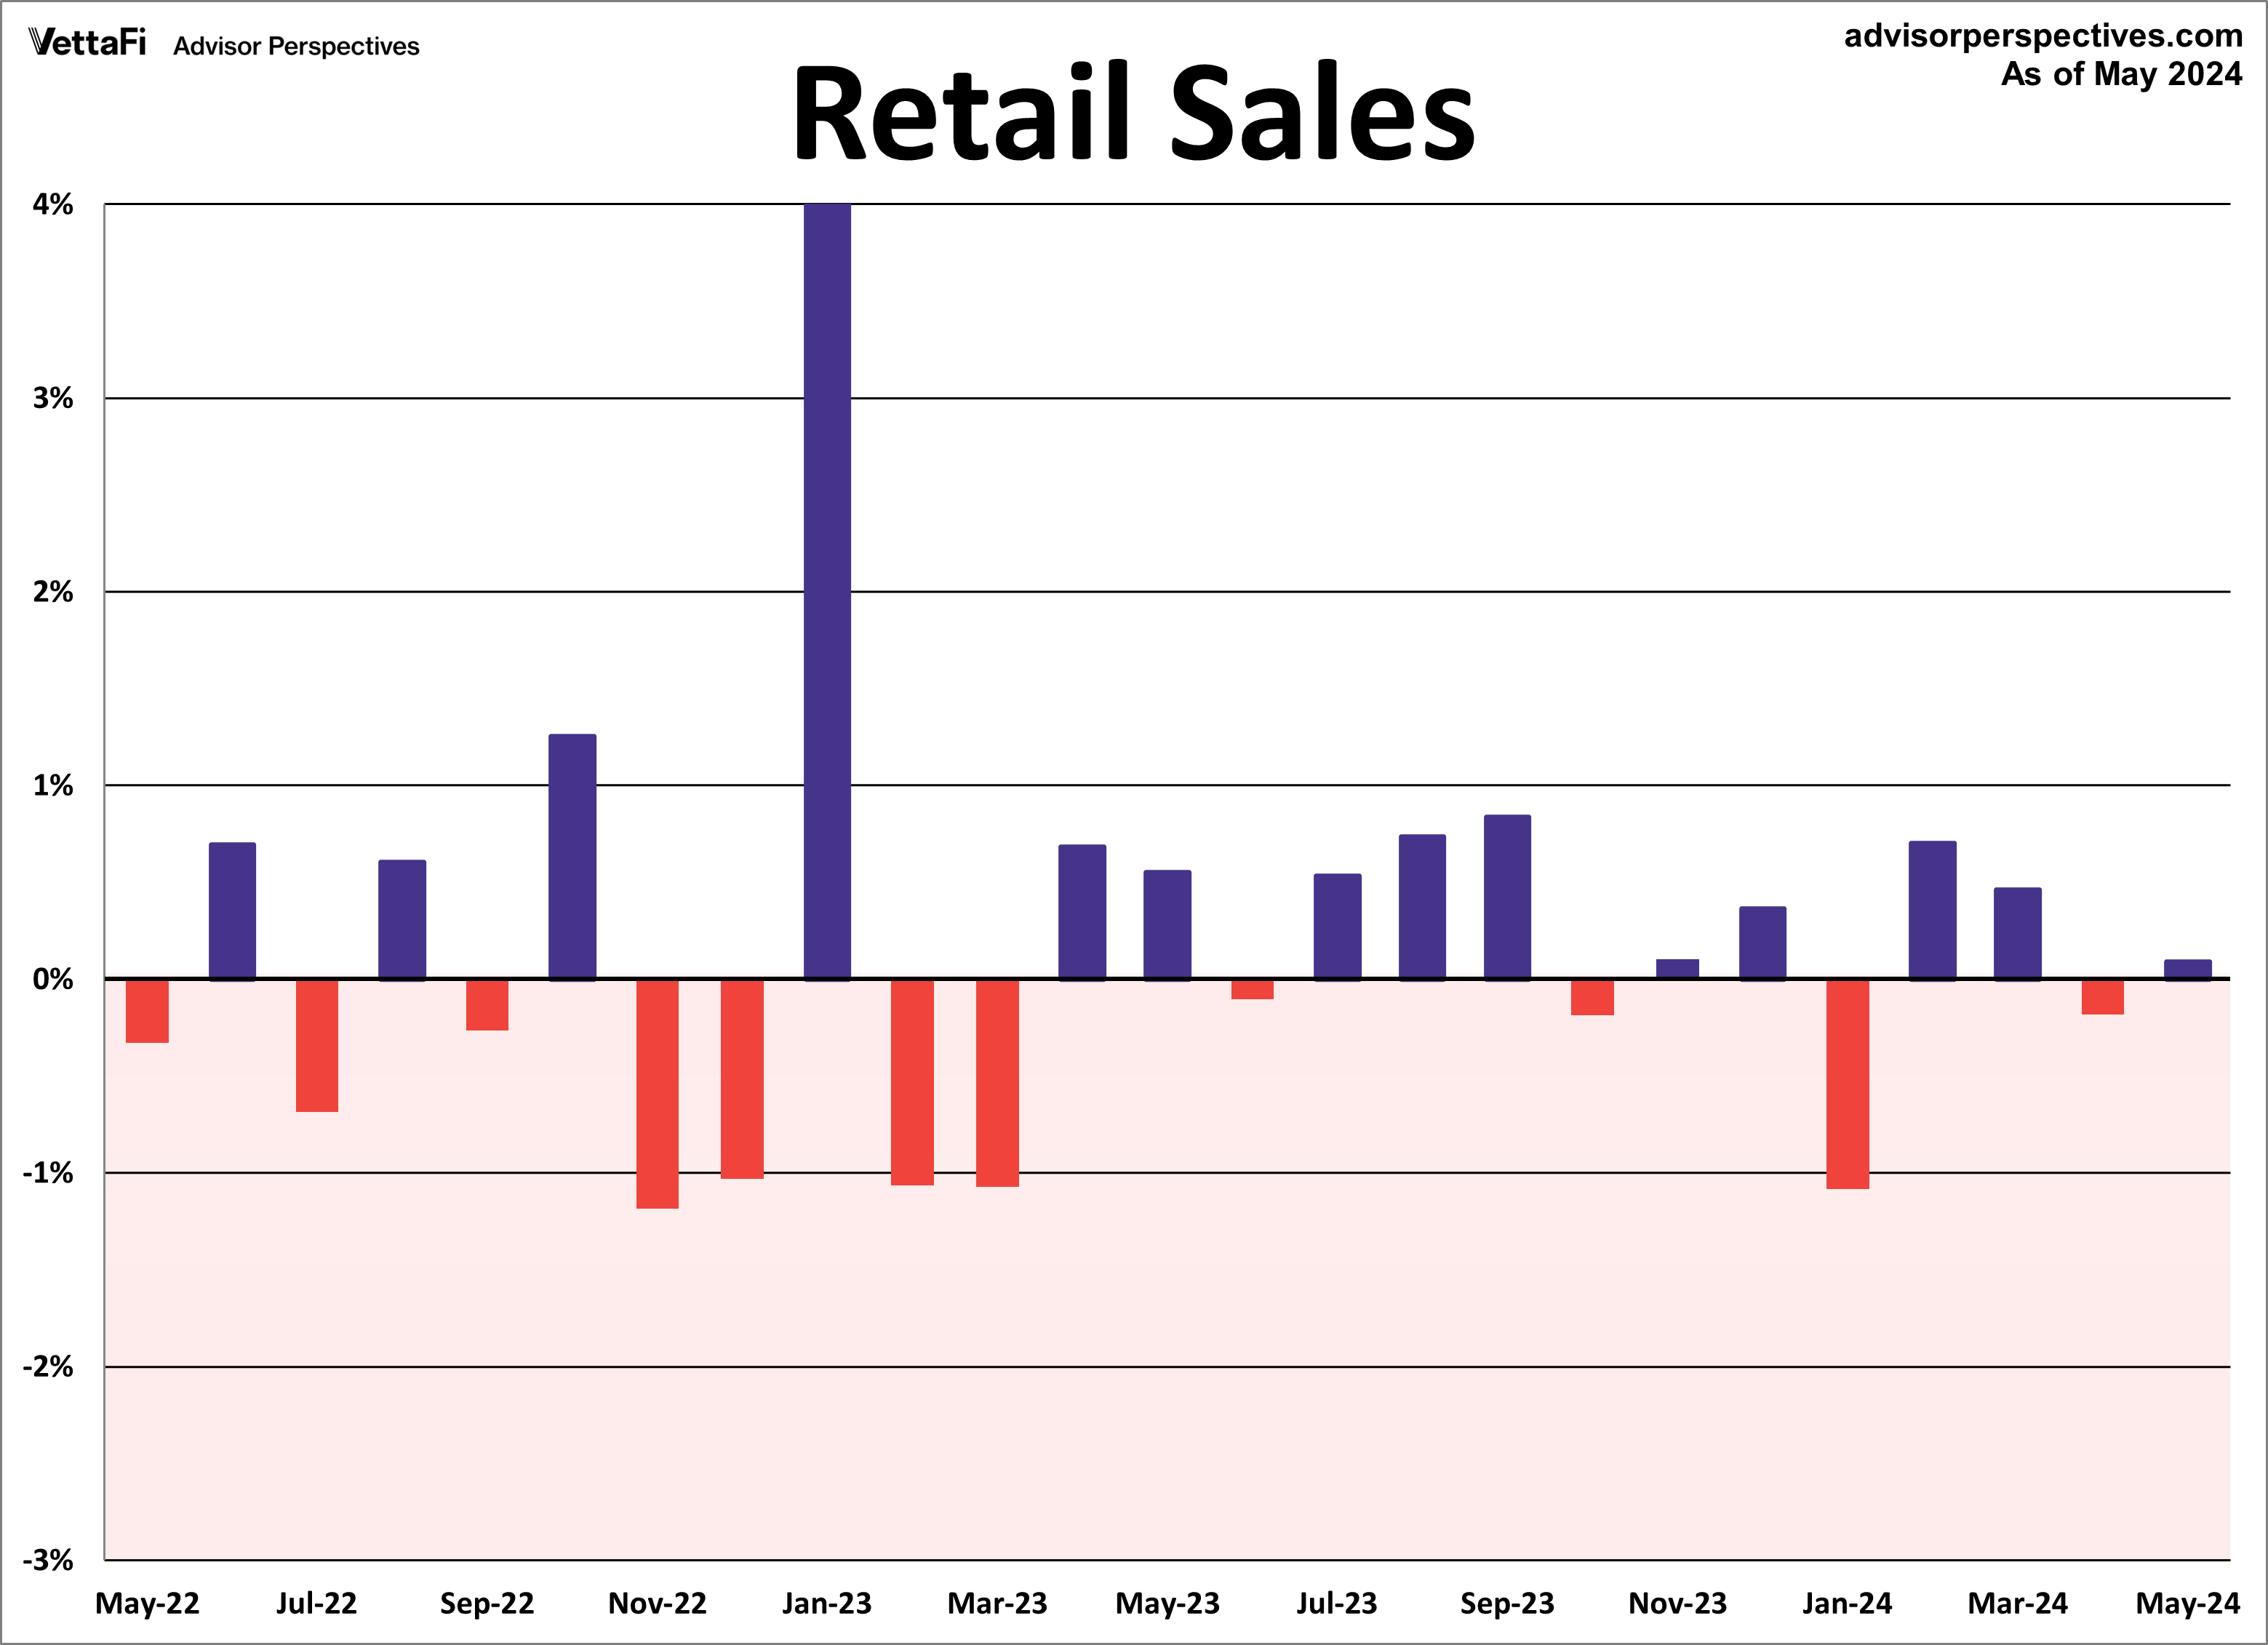 VettaFi Advisor Perspectives
advisorperspectives.com
As of May 2024
Retail Sales
4%
3%
2%
1%
0%
-1%
-2%
-3%
May-22 Jul-22 Sep-22 Nov-22 Jan-23 Mar-23 May-23 Jul-23 Sep-23 Nov-23 Jan-24 Mar-24 May-24